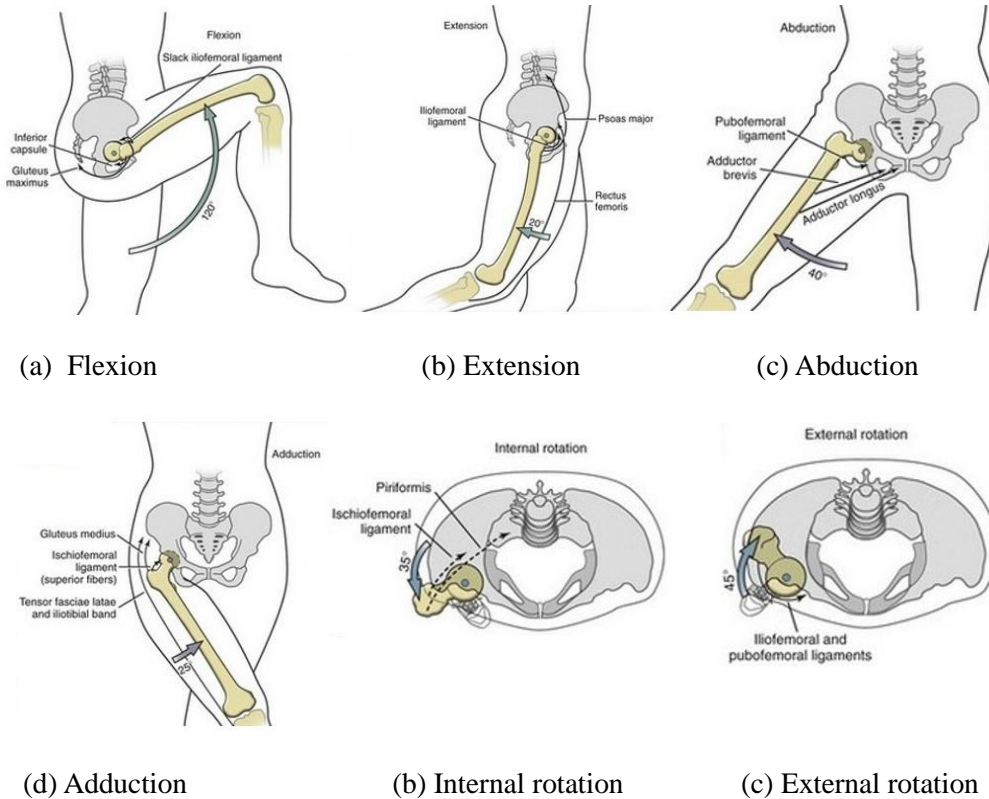 Flexion
Slack iliofemoral ligament
Inferior
capsule
Gluteus
maximus
120°
Extension
Iliofemoral
ligament
Psoas major
Rectus
femoris
20°
Abduction
Pubofemoral
ligament
Adductor
brevis
Adductor longus
40°
(a) Flexion
(b) Extension
(c) Abduction
Adduction
Gluteus medius
Ischiofemoral
ligament
(superior fibers)
Tensor fasciae latae
and iliotibial band
25°
Internal rotation
Piriformis
Ischiofemoral
ligament
35°
External rotation
45°
Iliofemoral and
pubofemoral ligaments
(d) Adduction
(b) Internal rotation
(c) External rotation